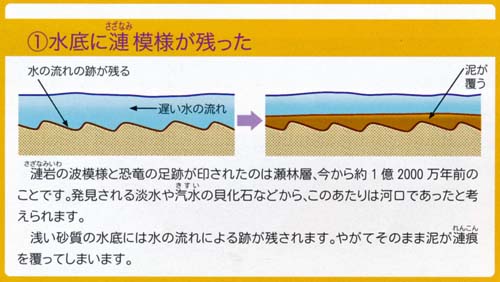 さざなみ
①水底に漣模様が残った
水の流れの跡が残る
遅い水の流れ
泥が
覆う
さざなみいわ
漣岩の波模様と恐竜の足跡が印されたのは瀬林層、今から約1億2000万年前の
きすい
ことです。発見される淡水や汽水の貝化石などから、このあたりは河口であったと考
えられます。
れんこん
浅い砂質の水底には水の流れによる跡が残されます。やがてそのまま泥が漣痕
を覆ってしまいます。